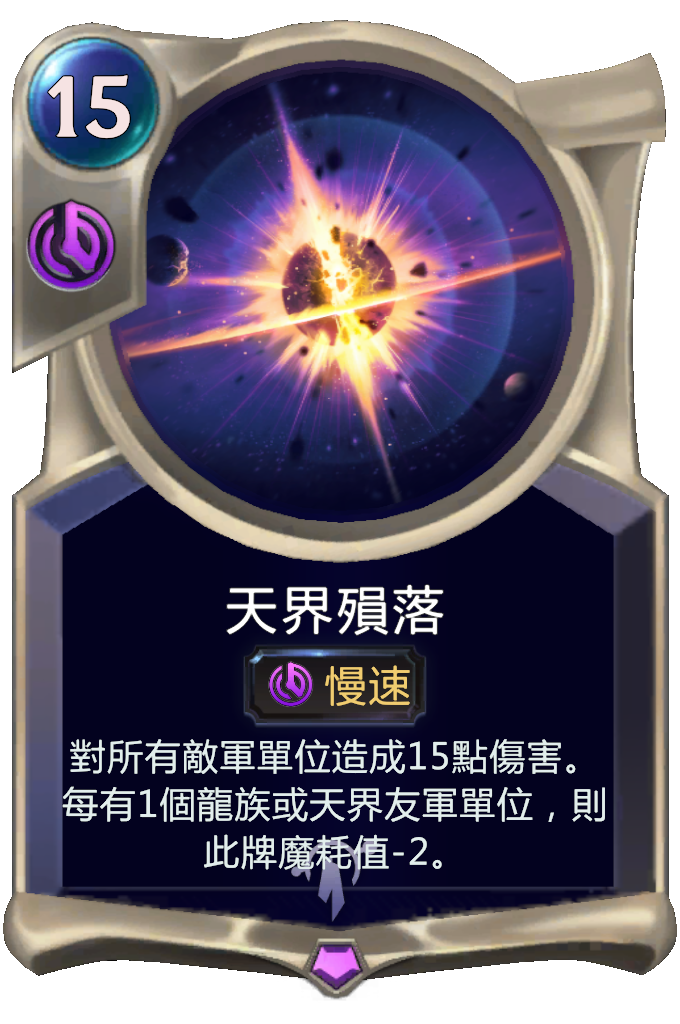 15
天界殞落
慢速
對所有敵軍單位造成15點傷害。
每有1個龍族或天界友軍單位，則
此牌魔耗值-2。